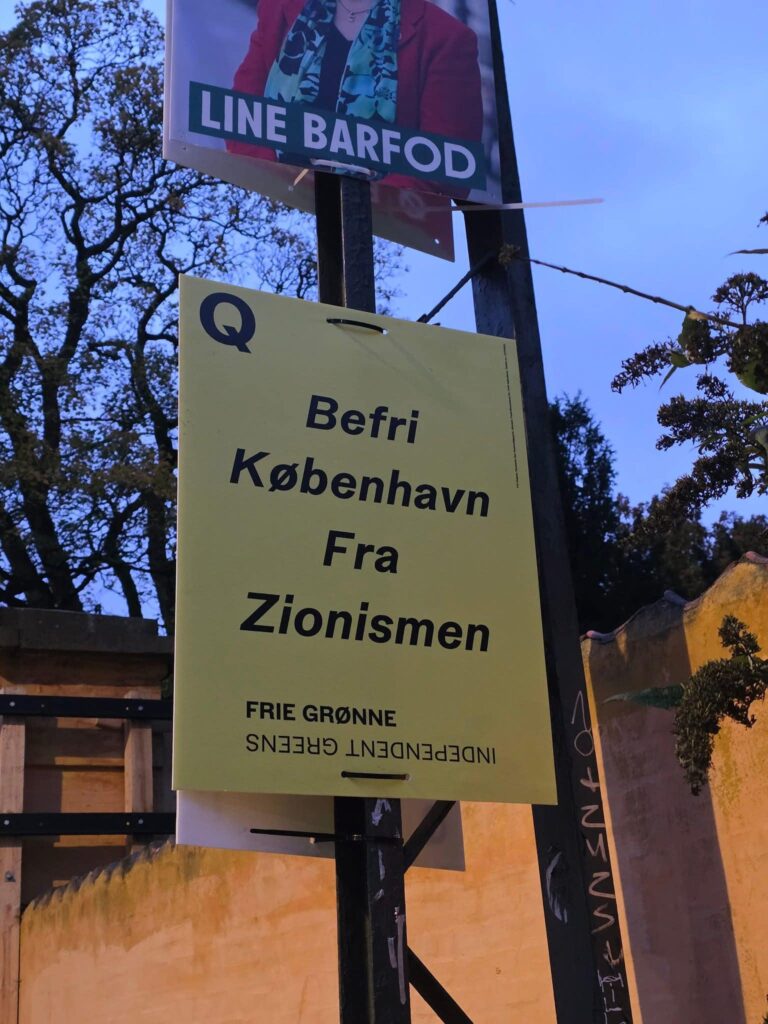 LINE BARFOD
Q
Befri
København
Fra
Zionismen
FRIE GRØNNE
INDEPENDENT GREENS